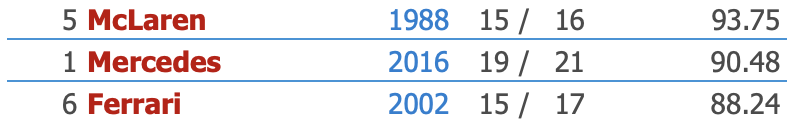 5 McLaren 1988 15 / 16 93.75
1 Mercedes 2016 19 / 21 90.48
6 Ferrari 2002 15 / 17 88.24